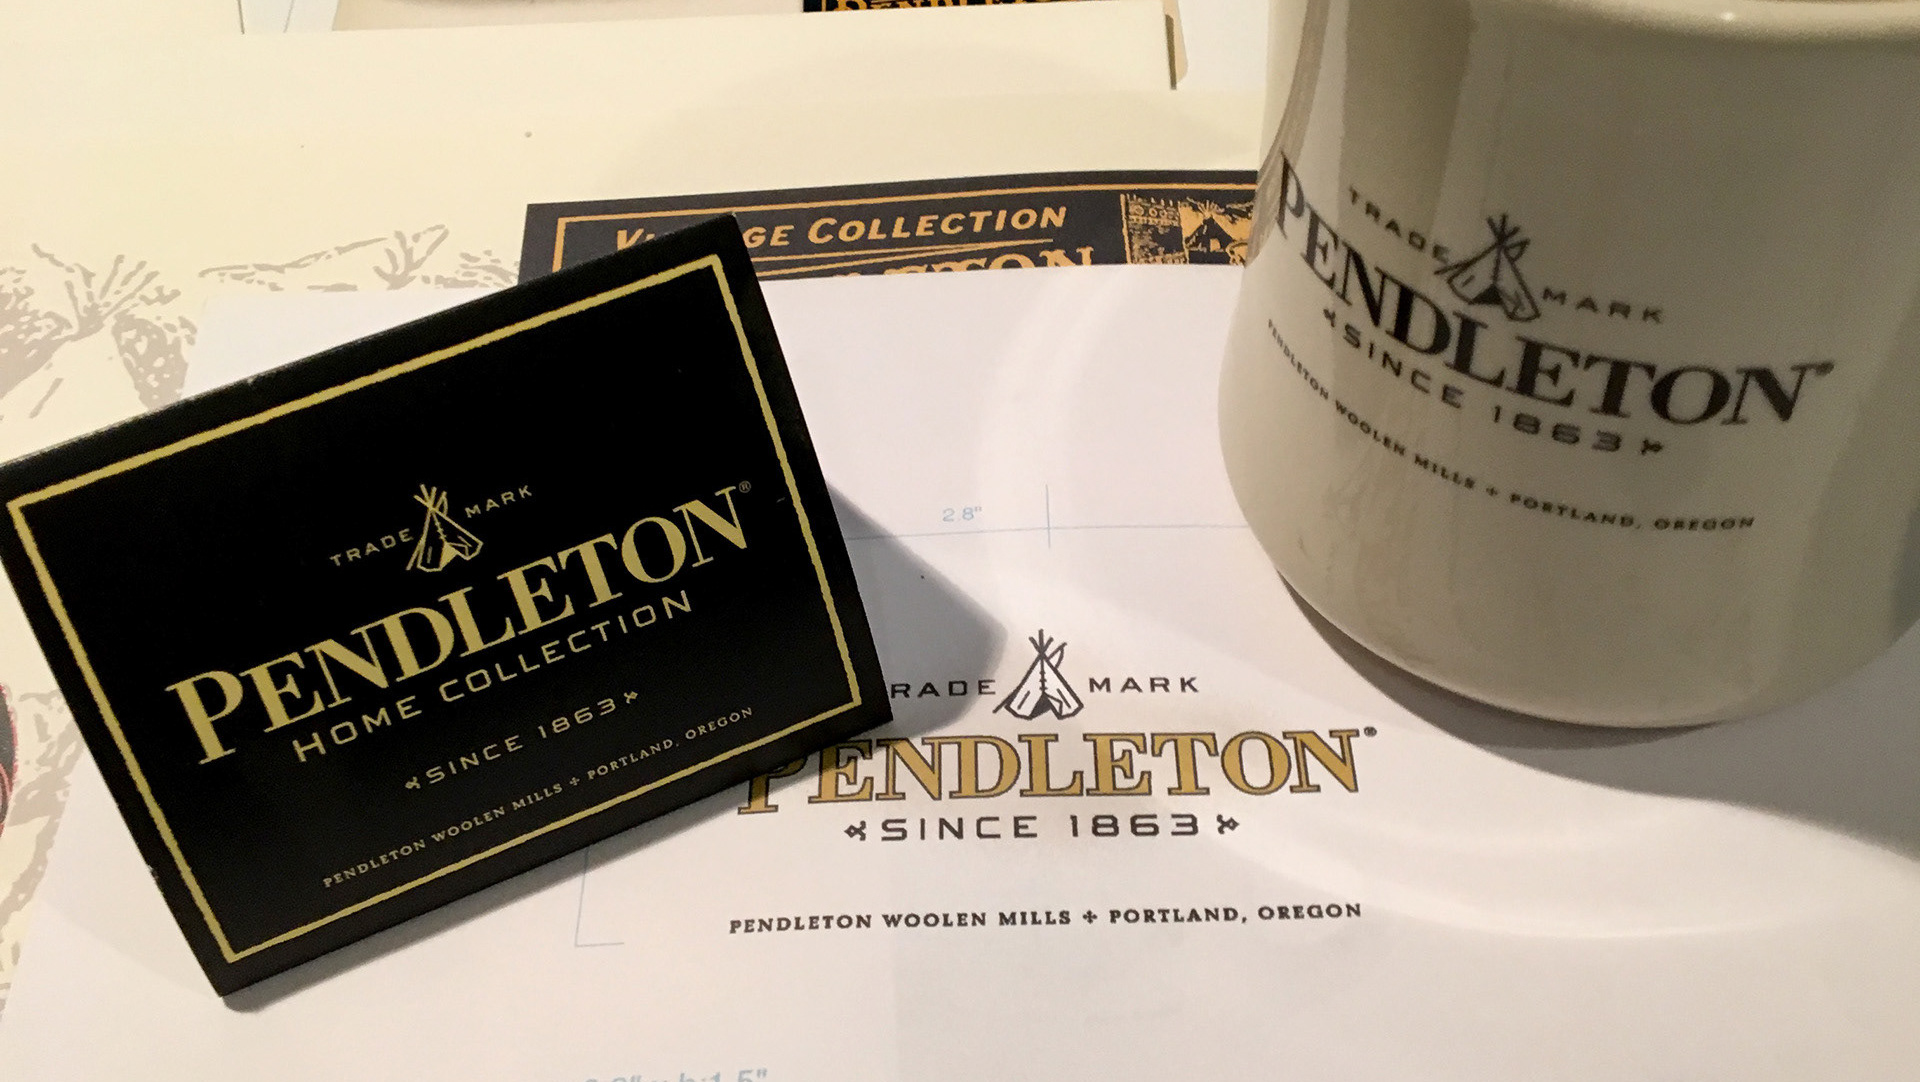 COLLECTION
TRADE MARK
PENDLETON®
HOME COLLECTION
SINCE 1863
PENDLETON WOOLEN MILLS + PORTLAND, OREGON
2.8"
RADE MARK
PENDLETON®
SINCE 1863
PENDLETON WOOLEN MILLS + PORTLAND, OREGON
TRADE MARK
PENDLETON®
SINCE 1863
PENDLETON WOOLEN MILLS + PORTLAND, OREGON